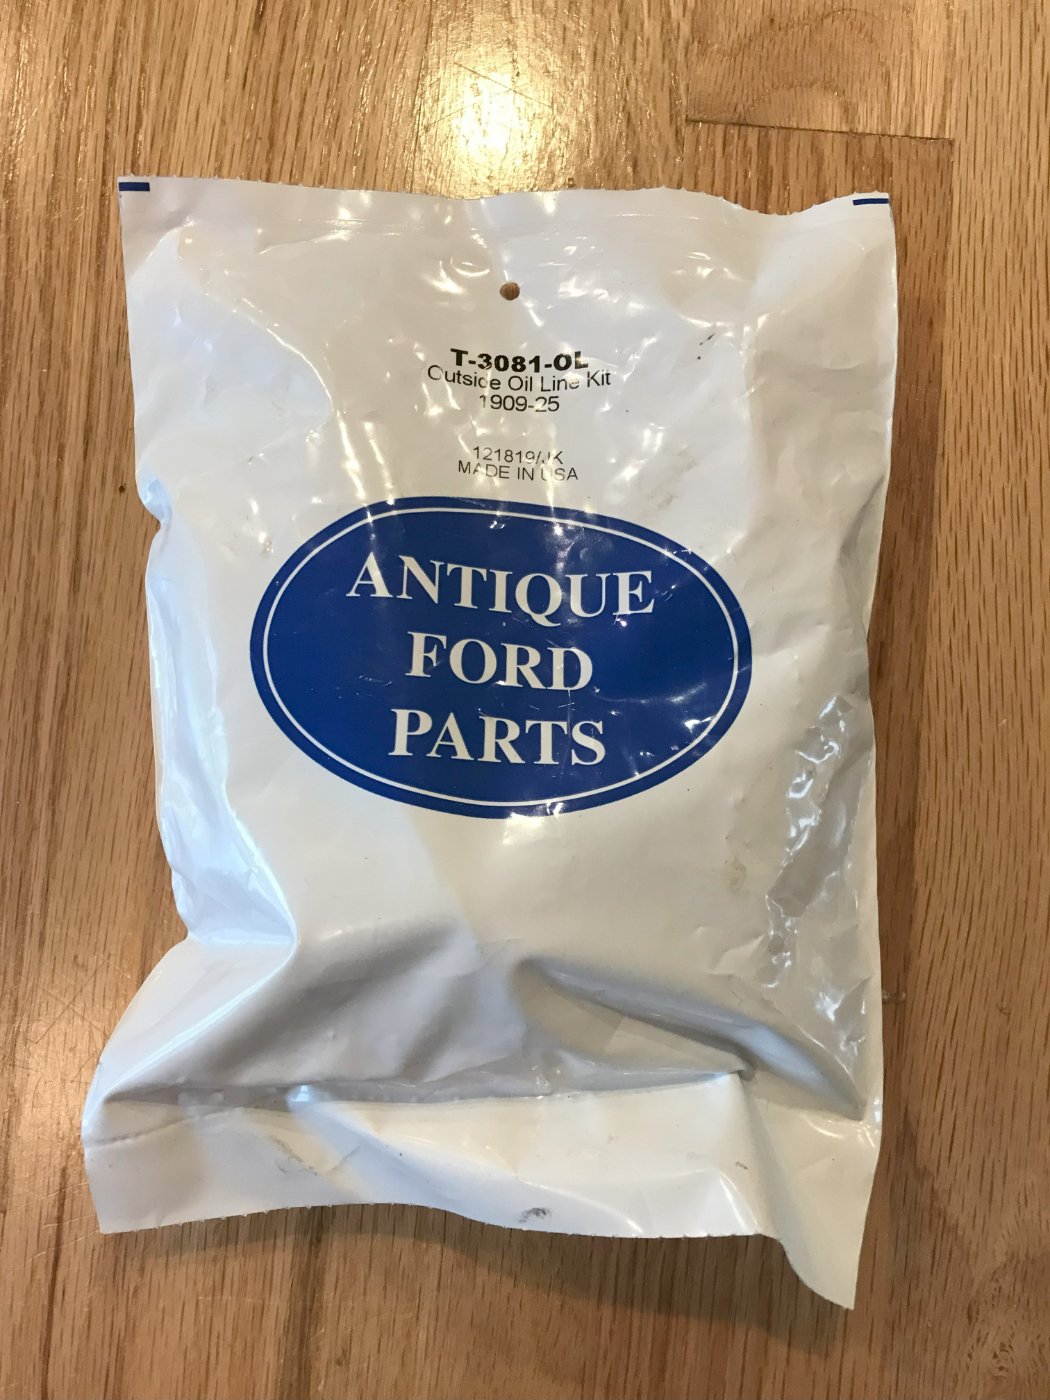 T-3081-OL
Outside Oil Line Kit
1909-25
121819/JK
MADE IN USA
ANTIQUE
FORD
PARTS